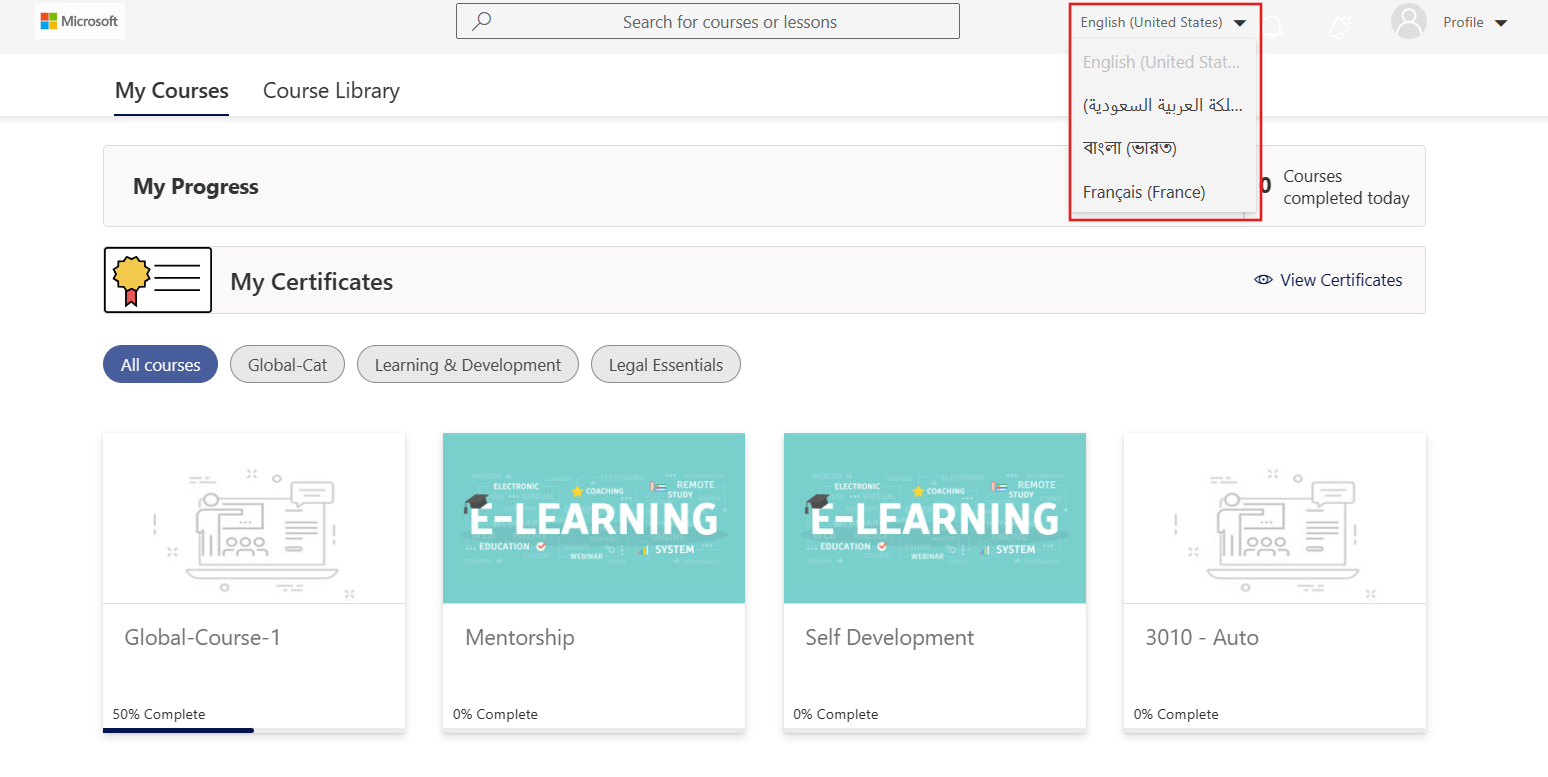 Microsoft
Search for courses or lessons
English (United States)
Profile
English (United Stat...
(ملكة العربية السعودية...
বাংলা (ভারত)
Français (France)
My Courses
Course Library
My Progress
0 Courses
completed today
My Certificates
View Certificates
All courses
Global-Cat
Learning & Development
Legal Essentials
ELECTRONIC
COACHING
REMOTE
STUDY
E-LEARNING
EDUCATION
WEBINAR
SYSTEM
ELECTRONIC
COACHING
REMOTE
STUDY
E-LEARNING
EDUCATION
WEBINAR
SYSTEM
Global-Course-1
Mentorship
Self Development
3010 - Auto
50% Complete
0% Complete
0% Complete
0% Complete